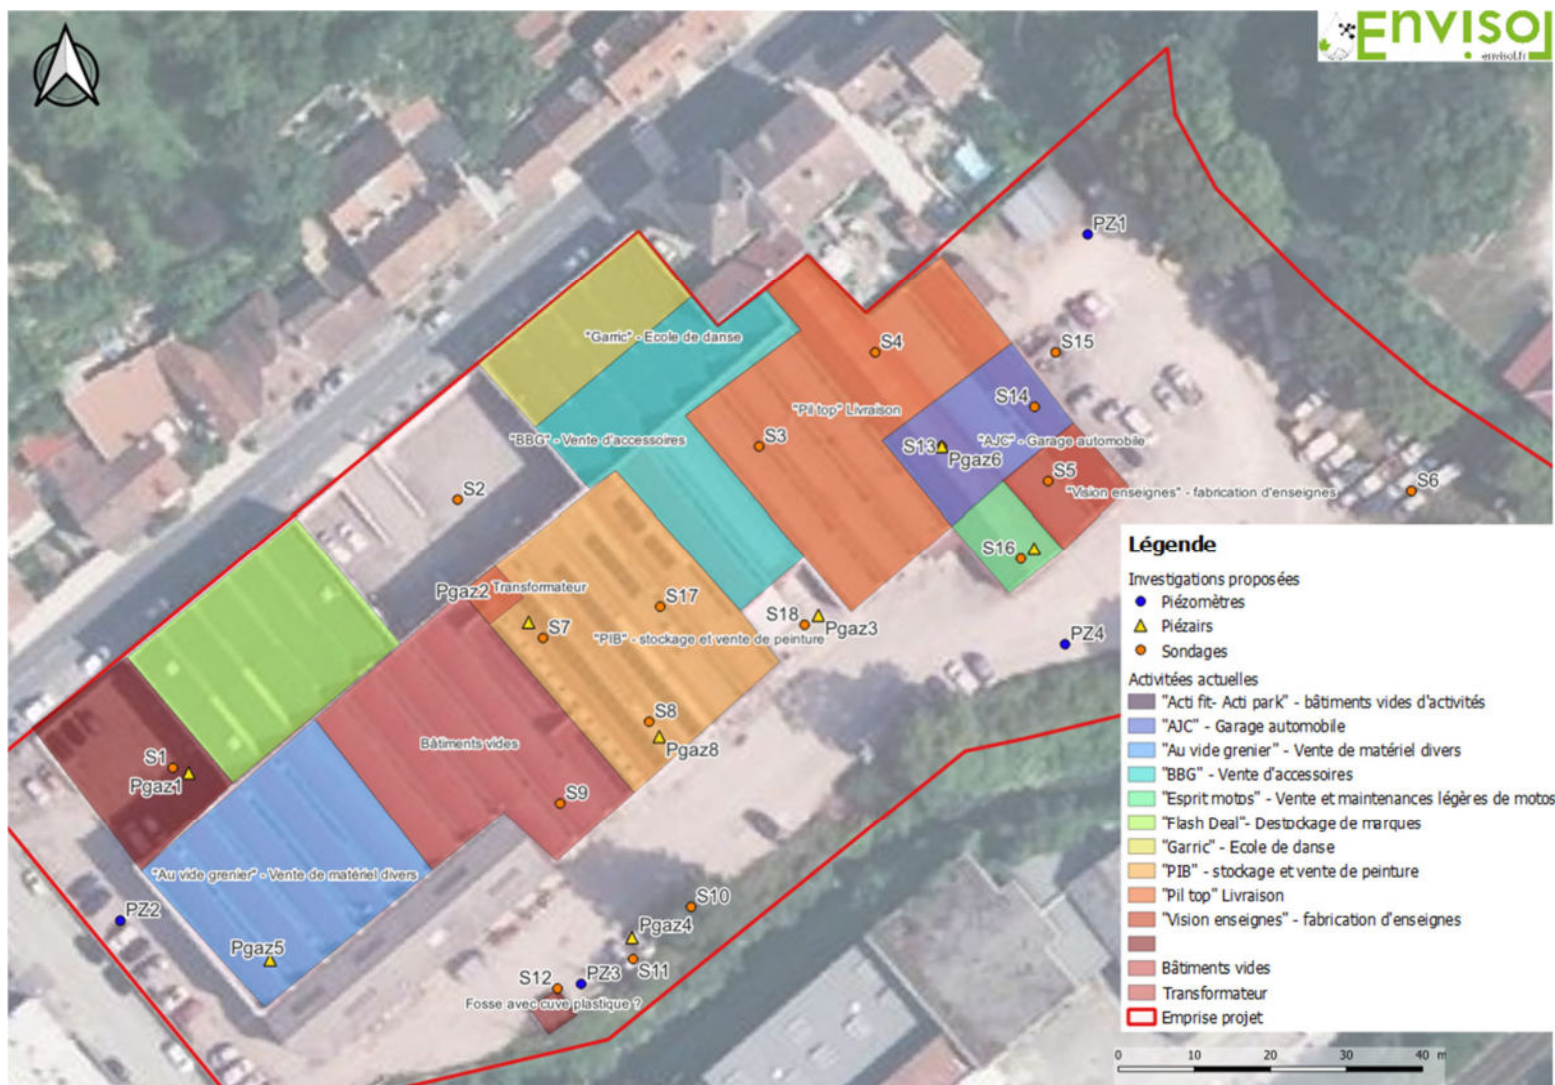 Envisol
envisol.fr
PZ1
"Garric" - Ecole de danse
S4
S15
"Pil top" Livraison
S14
"BBG" - Vente d'accessoires
S3
S13
"AJC" - Garage automobile
Pgaz6
S5
S2
"Vision enseignes" - fabrication d'enseignes
S6
S16
Pgaz2
Transformateur
S17
S7
"PIB" - stockage et vente de peinture
S18
Pgaz3
PZ4
S8
Bâtiments vides
Pgaz8
S1
Pgaz1
S9
"Au vide grenier" - Vente de matériel divers
PZ2
S10
Pgaz4
Pgaz5
S11
S12
PZ3
Fosse avec cuve plastique ?
Légende
Investigations proposées
Piézomètres
Piézairs
Sondages
Activitées actuelles
"Acti fit- Acti park" - bâtiments vides d'activités
"AJC" - Garage automobile
"Au vide grenier" - Vente de matériel divers
"BBG" - Vente d'accessoires
"Esprit motos" - Vente et maintenances légères de motos
"Flash Deal"- Destockage de marques
"Garric" - Ecole de danse
"PIB" - stockage et vente de peinture
"Pil top" Livraison
"Vision enseignes" - fabrication d'enseignes
Bâtiments vides
Transformateur
Emprise projet
0 10 20 30 40 m